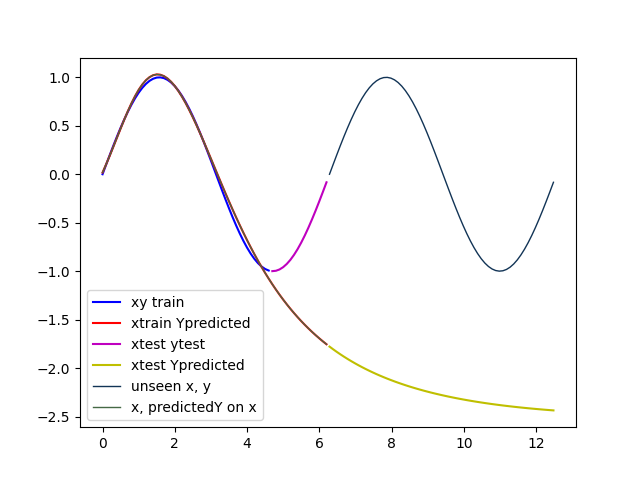 1.0
0.5
0.0
−0.5
−1.0
−1.5
−2.0
−2.5
xy train
xtrain Ypredicted
xtest ytest
xtest Ypredicted
unseen x, y
x, predictedY on x
0 2 4 6 8 10 12